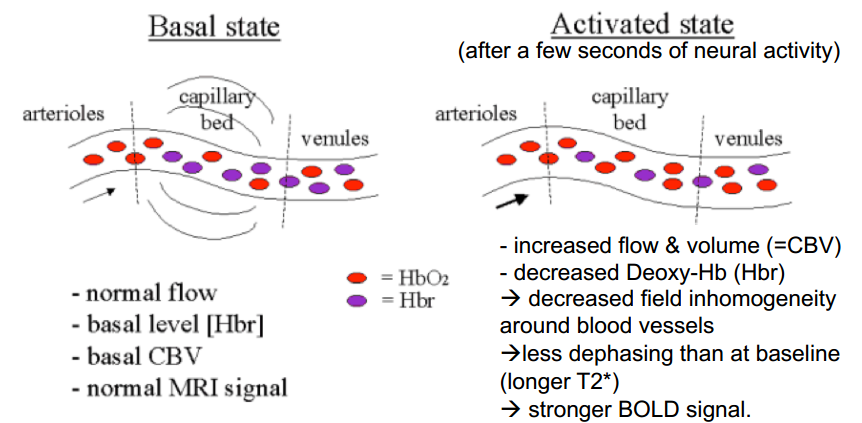 Basal state
arterioles
capillary
bed
venules
- normal flow
- basal level [Hbr]
- basal CBV
- normal MRI signal
= HbO₂
= Hbr
Activated state
(after a few seconds of neural activity)
arterioles
capillary
bed
venules
- increased flow & volume (=CBV)
- decreased Deoxy-Hb (Hbr)
→ decreased field inhomogeneity
around blood vessels
→less dephasing than at baseline
(longer T2*)
→ stronger BOLD signal.